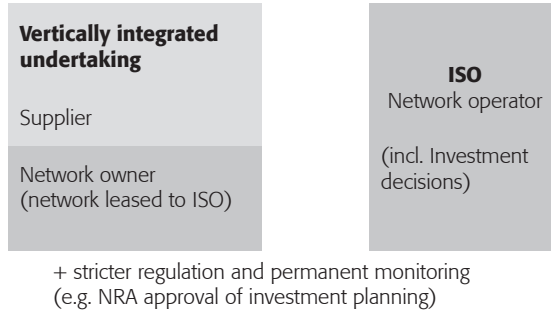 Vertically integrated
undertaking
Supplier
Network owner
(network leased to ISO)
ISO
Network operator
(incl. Investment
decisions)
+ stricter regulation and permanent monitoring
(e.g. NRA approval of investment planning)